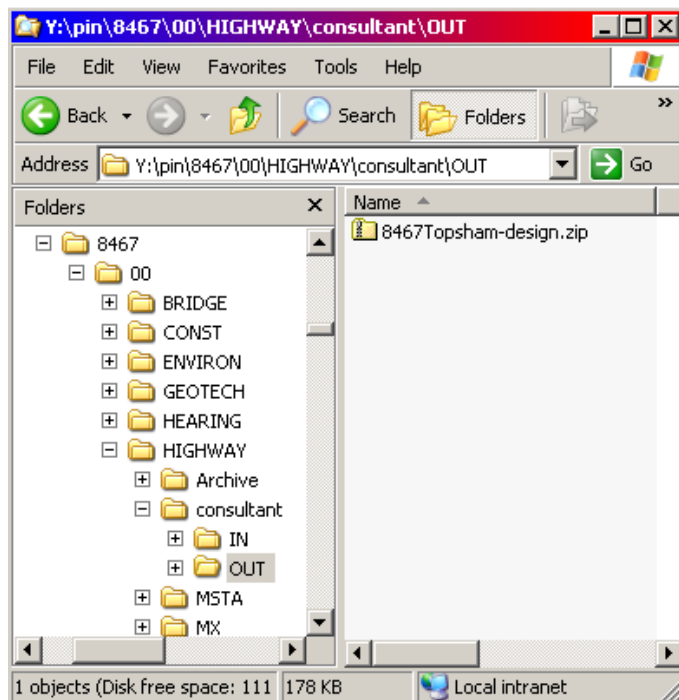 Y:\pin\8467\00\HIGHWAY\consultant\OUT
File Edit View Favorites Tools Help
Back Search Folders »
Address Y:\pin\8467\00\HIGHWAY\consultant\OUT Go
Folders x Name
8467Topsham-design.zip
8467
00
BRIDGE
CONST
ENVIRON
GEOTECH
HEARING
HIGHWAY
Archive
consultant
IN
OUT
MSTA
MX
1 objects (Disk free space: 111 178 KB Local intranet